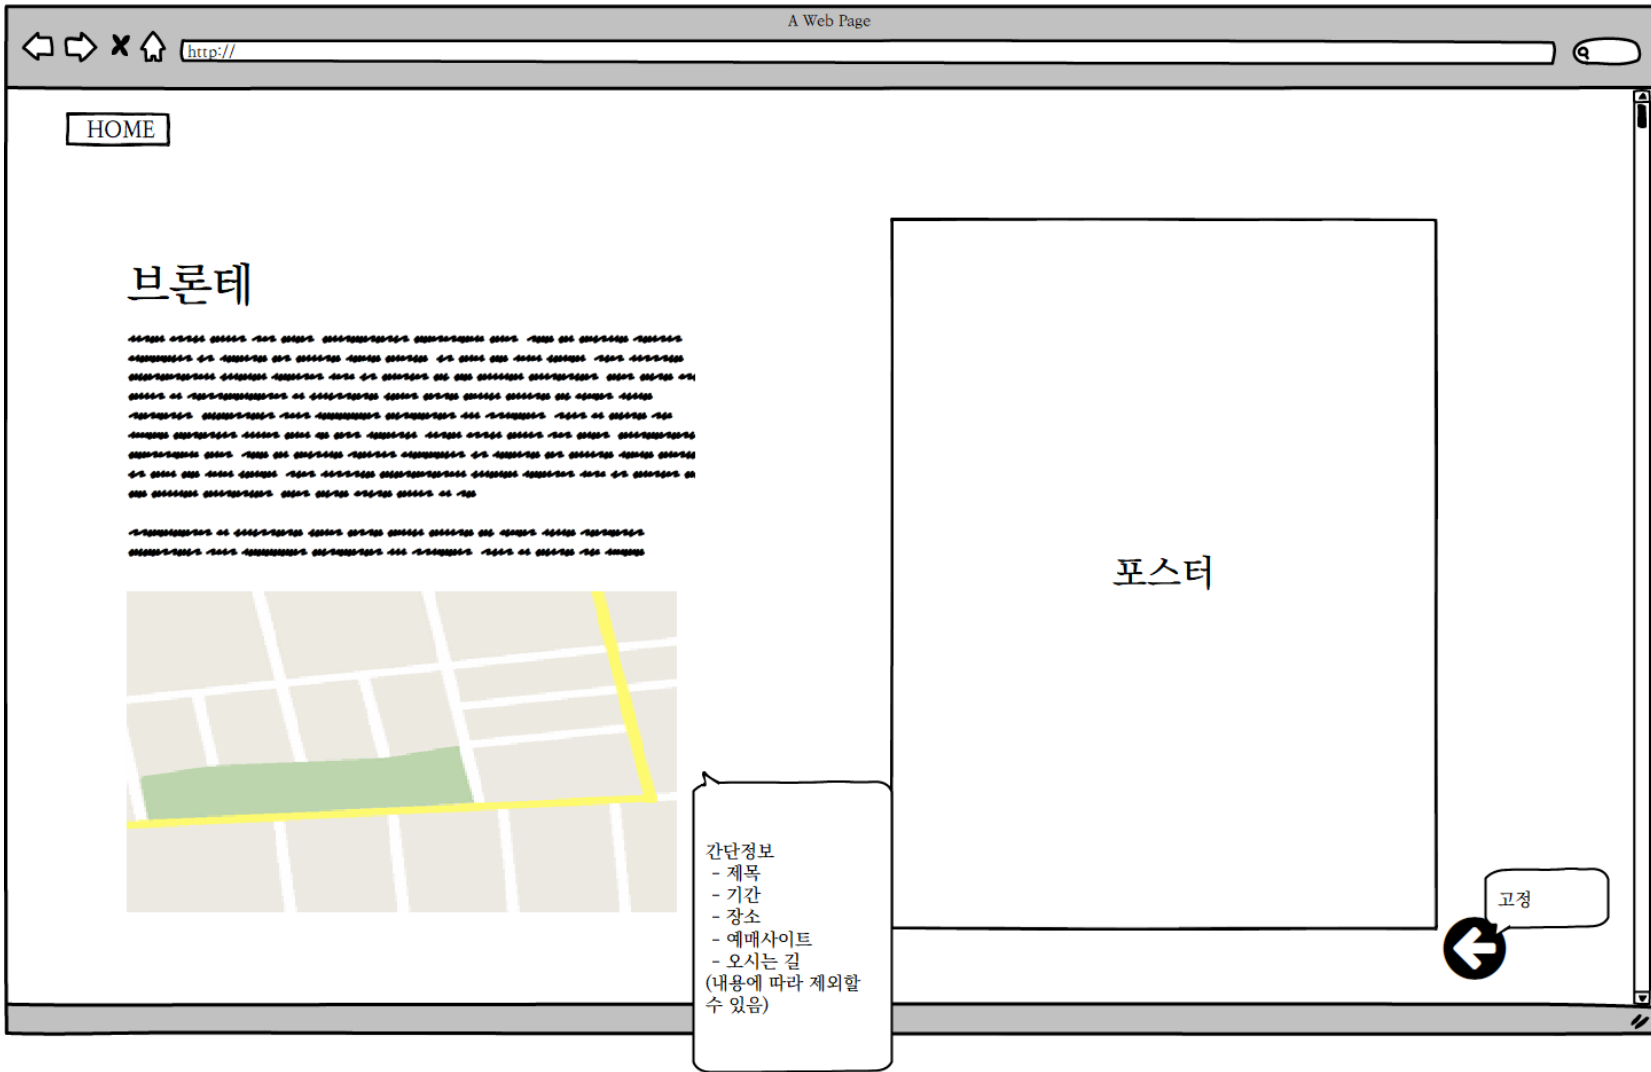 A Web Page
http://
HOME
브론테
포스터
간단정보
- 제목
- 기간
- 장소
- 예매사이트
- 오시는 길
(내용에 따라 제외할
수 있음)
고정